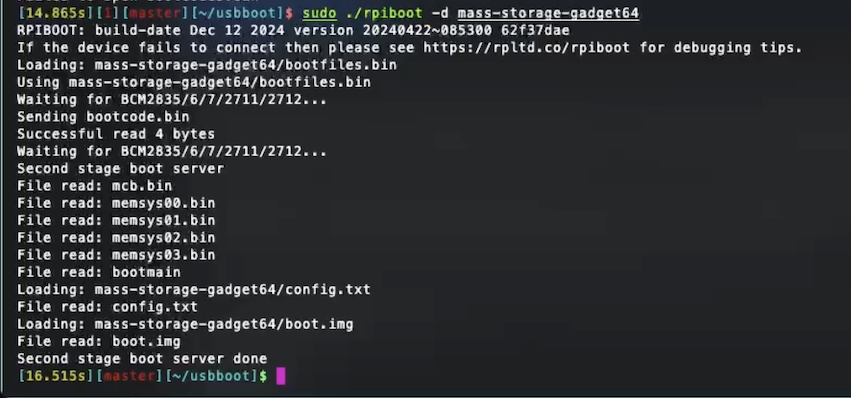 [14.865s][1][master][~/usbboot]$ sudo ./rpiboot -d mass-storage-gadget64
RPIBOOT: build-date Dec 12 2024 version 20240422~085300 62f37dae
If the device fails to connect then please see https://rpltd.co/rpiboot for debugging tips.
Loading: mass-storage-gadget64/bootfiles.bin
Using mass-storage-gadget64/bootfiles.bin
Waiting for BCM2835/6/7/2711/2712...
Sending bootcode.bin
Successful read 4 bytes
Waiting for BCM2835/6/7/2711/2712...
Second stage boot server
File read: mcb.bin
File read: memsys00.bin
File read: memsys01.bin
File read: memsys02.bin
File read: memsys03.bin
File read: bootmain
Loading: mass-storage-gadget64/config.txt
File read: config.txt
Loading: mass-storage-gadget64/boot.img
File read: boot.img
Second stage boot server done
[16.515s][master][~/usbboot]$